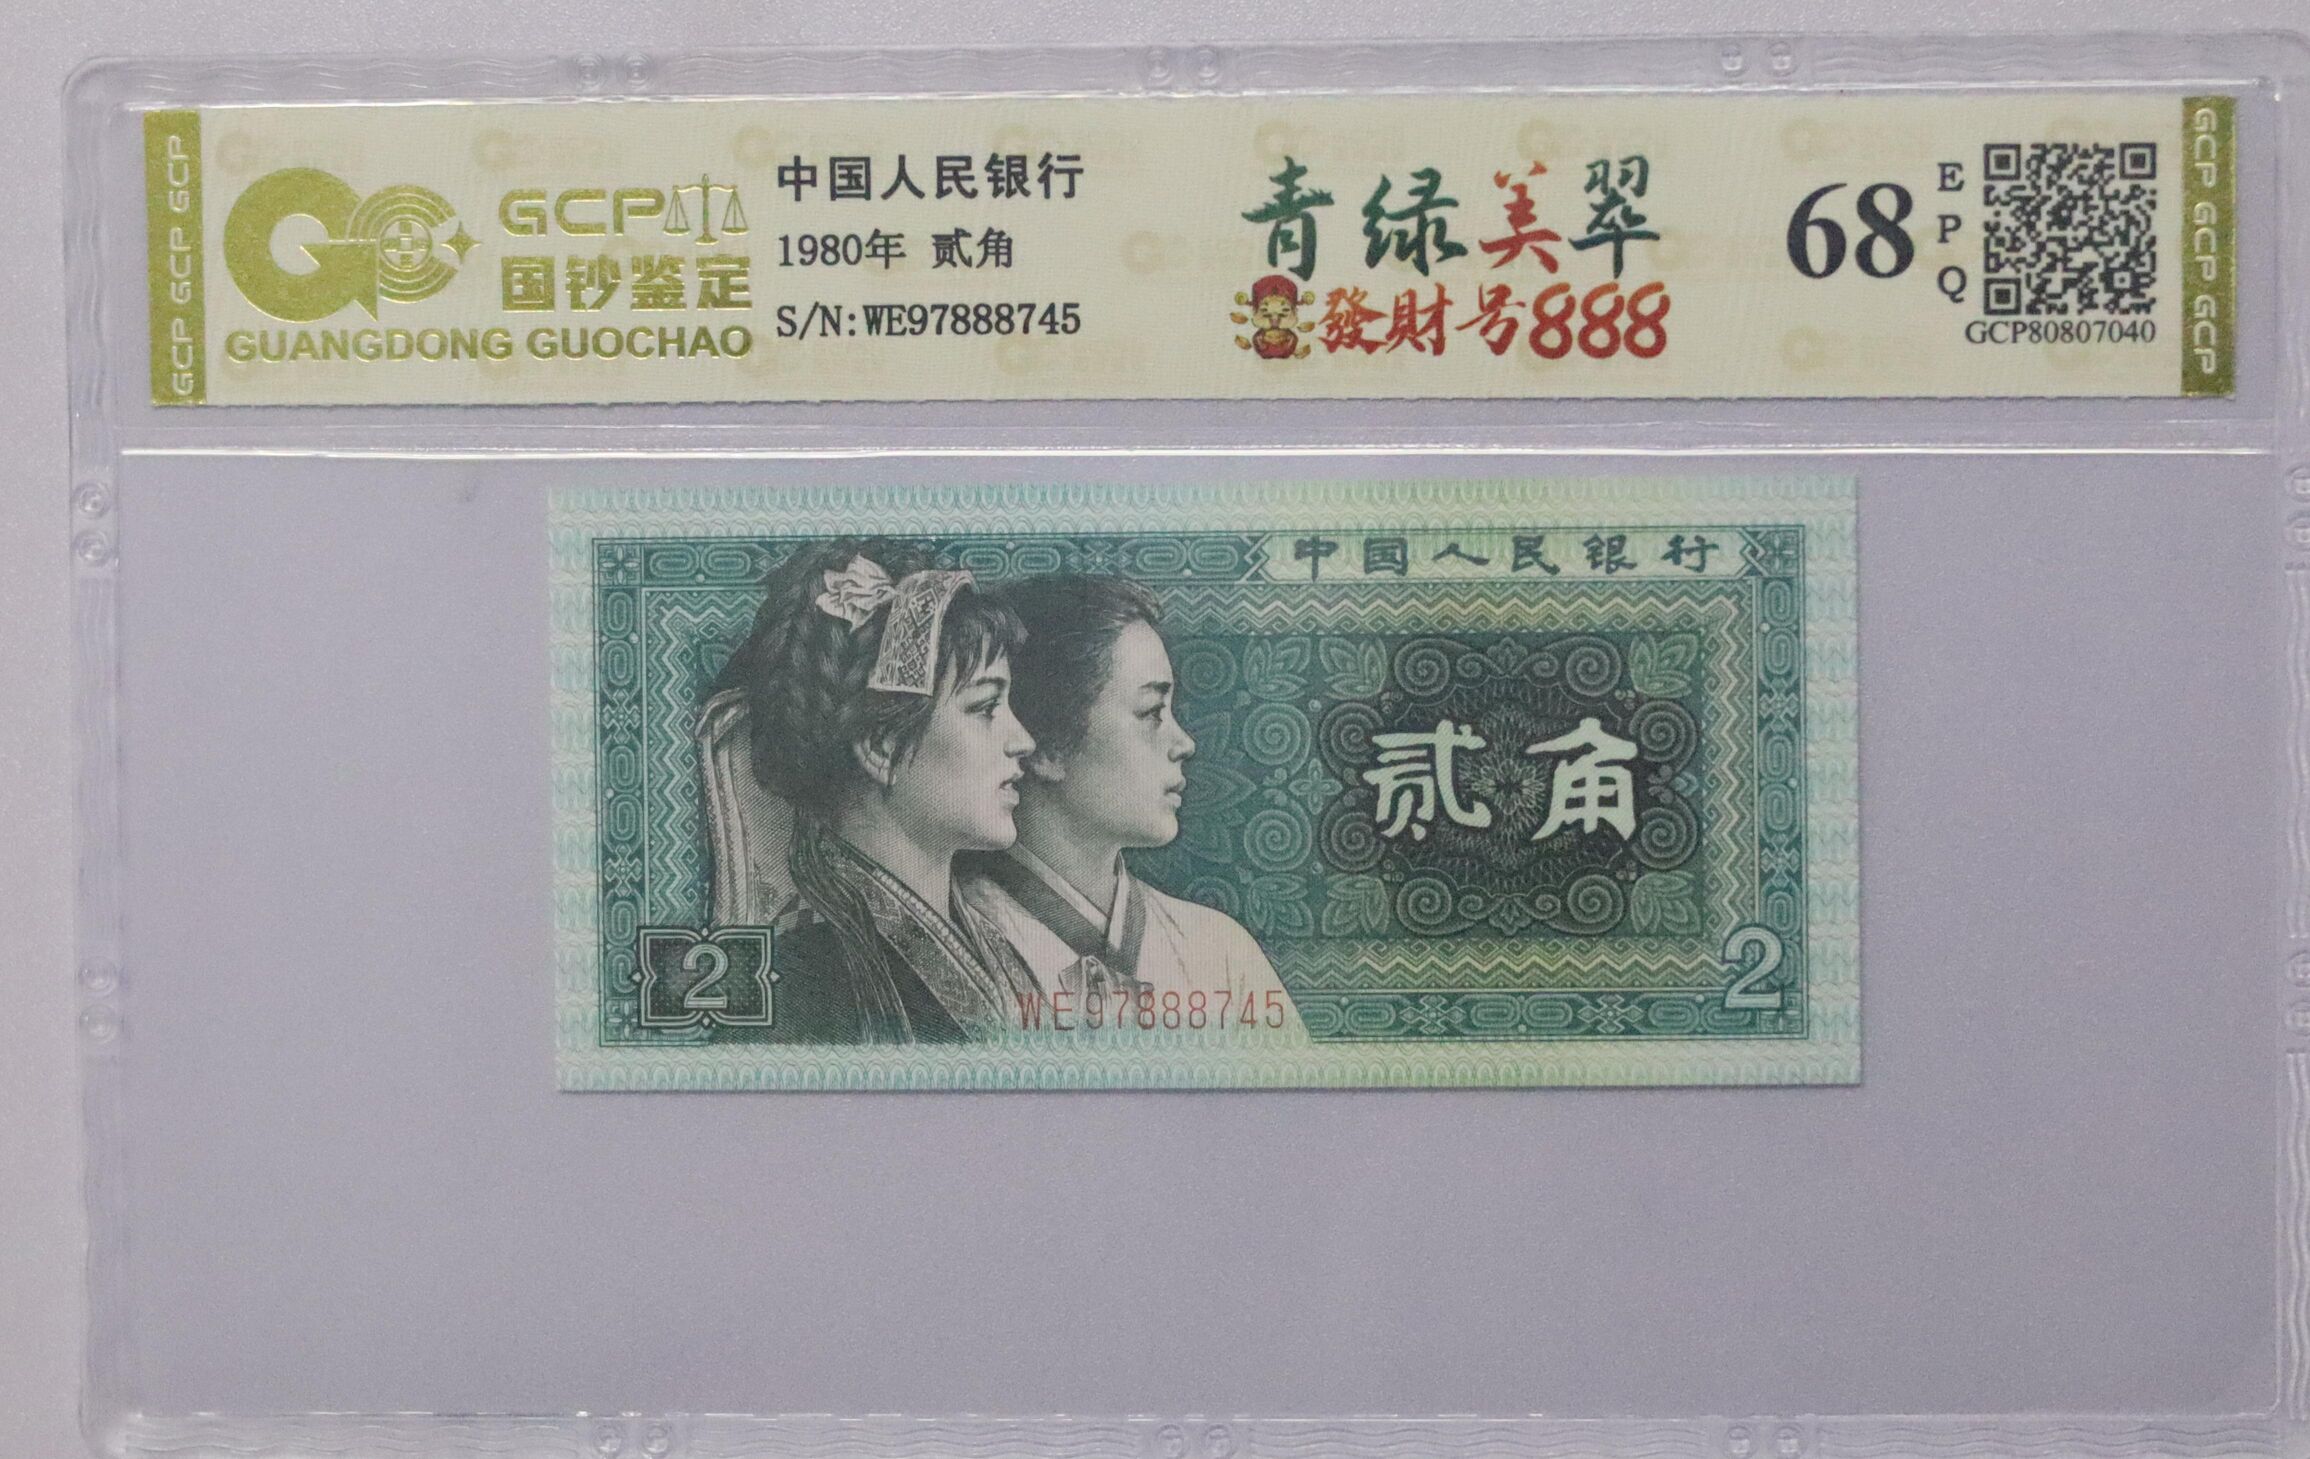 GCP GCP GCP
GCP
国钞鉴定
GUANGDONG GUOCHAO
中国人民银行
1980年 贰角
S/N:WE97888745
青绿美翠
發財号888
68
EPQ
GCP80807040
GCP GCP GCP
中国人民银行
贰角
2
WE97888745
2